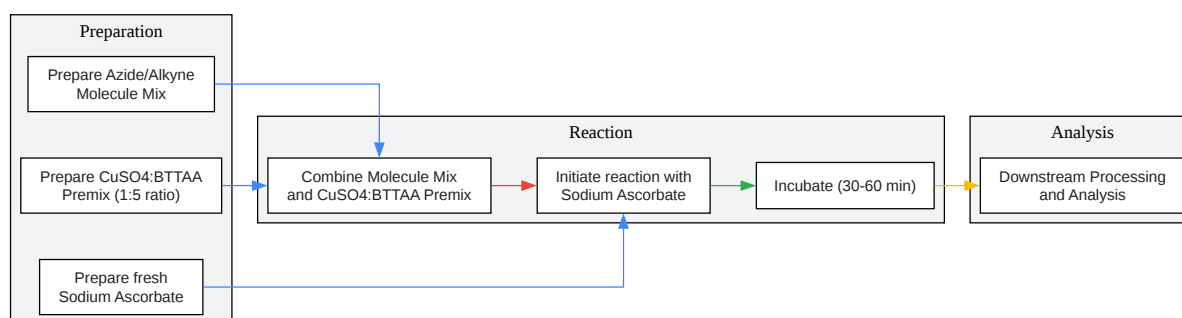 Preparation
Prepare Azide/Alkyne
Molecule Mix
Prepare CuSO4:BTTAA
Premix (1:5 ratio)
Prepare fresh
Sodium Ascorbate
Reaction
Combine Molecule Mix
and CuSO4:BTTAA Premix
Initiate reaction with
Sodium Ascorbate
Incubate (30-60 min)
Analysis
Downstream Processing
and Analysis